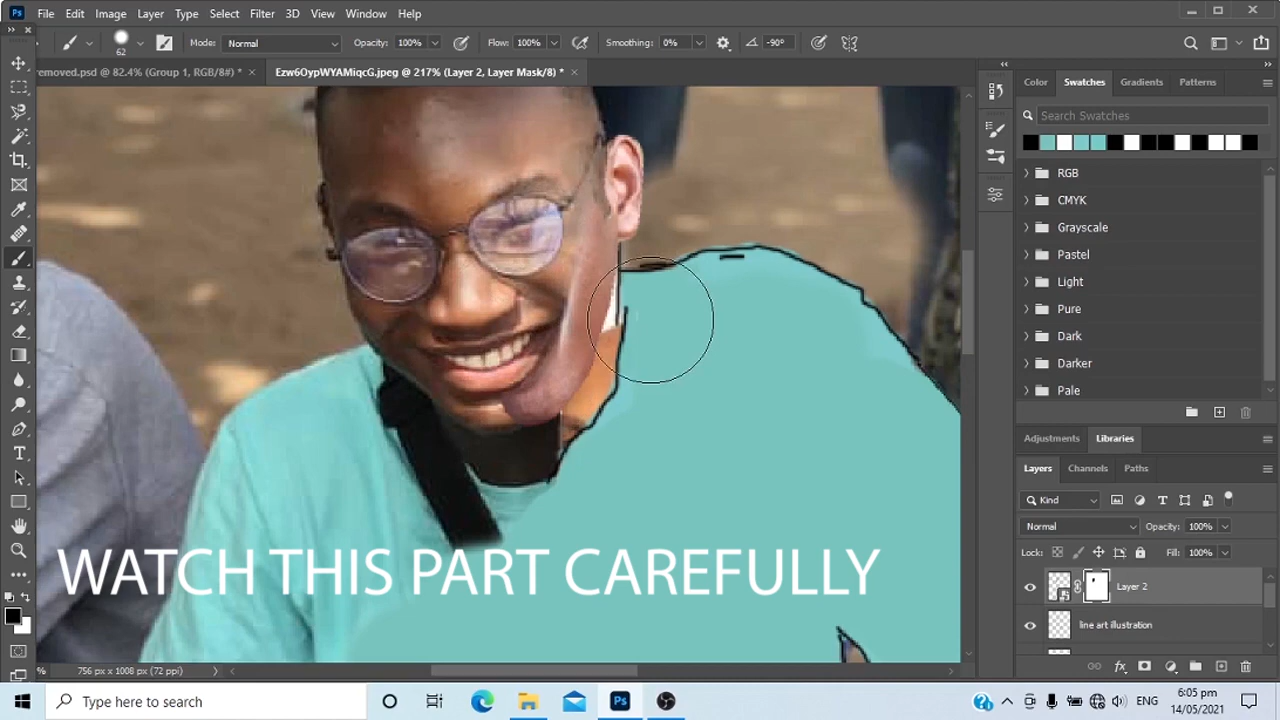 Ps File Edit Image Layer Type Select Filter 3D View Window Help
62 Mode: Normal Opacity: 100% Flow: 100% Smoothing: 0% -90°
removed.psd @ 82.4% (Group 1, RGB/8#) * × Ezw6OypWYAMiqcG.jpeg @ 217% (Layer 2, Layer Mask/8) * ×
Color Swatches Gradients Patterns
Search Swatches
RGB
CMYK
Grayscale
Pastel
Light
Pure
Dark
Darker
Pale
Adjustments Libraries
Layers Channels Paths
Kind
Normal Opacity: 100%
Lock: Fill: 100%
Layer 2
line art illustration
WATCH THIS PART CAREFULLY
% 756 px x 1008 px (72 ppi)
Type here to search
Ps
ENG
6:05 pm
14/05/2021